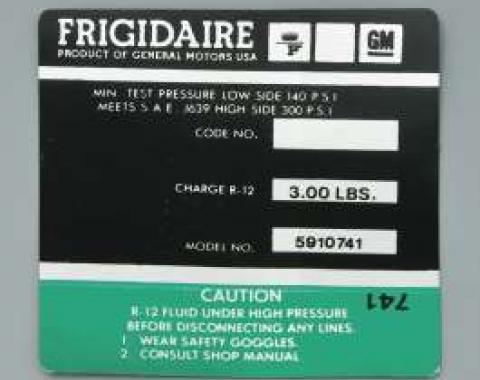 FRIGIDAIRE
PRODUCT OF GENERAL MOTORS USA
GM
MIN. TEST PRESSURE LOW SIDE 140 P.S.I
MEETS S.A.E. J639 HIGH SIDE 300 P.S.I
CODE NO.
CHARGE R-12 3.00 LBS.
MODEL NO. 5910741
741
CAUTION
R-12 FLUID UNDER HIGH PRESSURE
BEFORE DISCONNECTING ANY LINES.
1 WEAR SAFETY GOGGLES.
2 CONSULT SHOP MANUAL